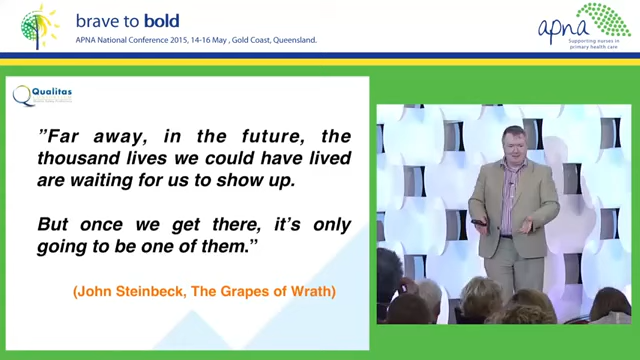 brave to bold
APNA National Conference 2015, 14-16 May , Gold Coast, Queensland.
apna
Supporting nurses in
primary health care
Qualitas
”Far away, in the future, the
thousand lives we could have lived
are waiting for us to show up.
But once we get there, it’s only
going to be one of them.”
(John Steinbeck, The Grapes of Wrath)